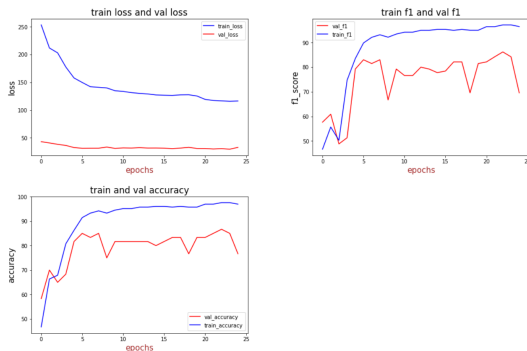 train loss and val loss
train_loss
val_loss
250
200
150
100
50
loss
0 5 10 15 20 25
epochs
train f1 and val f1
val_f1
train_f1
90
80
70
60
50
f1_score
0 5 10 15 20 25
epochs
train and val accuracy
100
90
80
70
60
50
accuracy
val_accuracy
train_accuracy
0 5 10 15 20 25
epochs